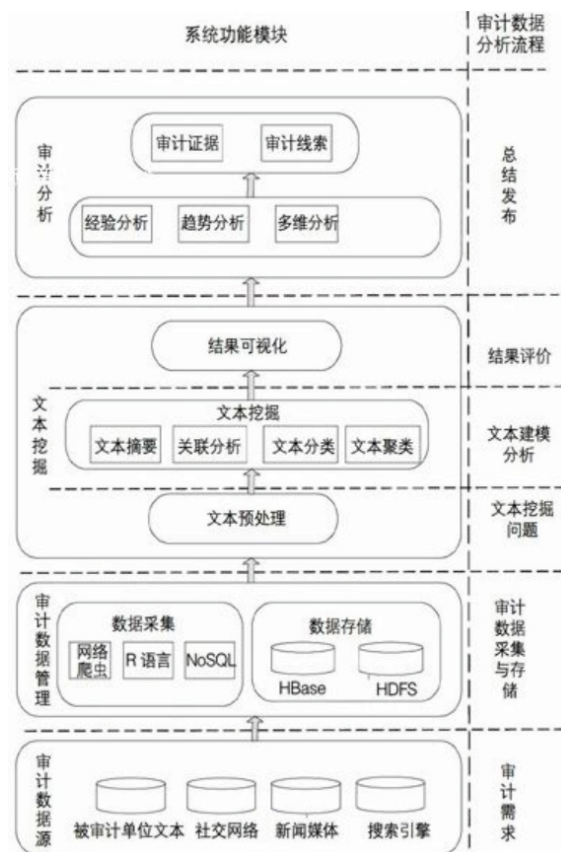 系统功能模块
审计数据
分析流程
审计分析
审计证据
审计线索
经验分析
趋势分析
多维分析
总结发布
文本挖掘
结果可视化
结果评价
文本挖掘
文本摘要
关联分析
文本分类
文本聚类
文本建模
分析
文本预处理
文本挖掘
问题
审计数据管理
数据采集
网络
爬虫
R 语言
NoSQL
数据存储
HBase
HDFS
审计
数据
采集
与存
储
审计数据源
被审计单位文本
社交网络
新闻媒体
搜索引擎
审计需求